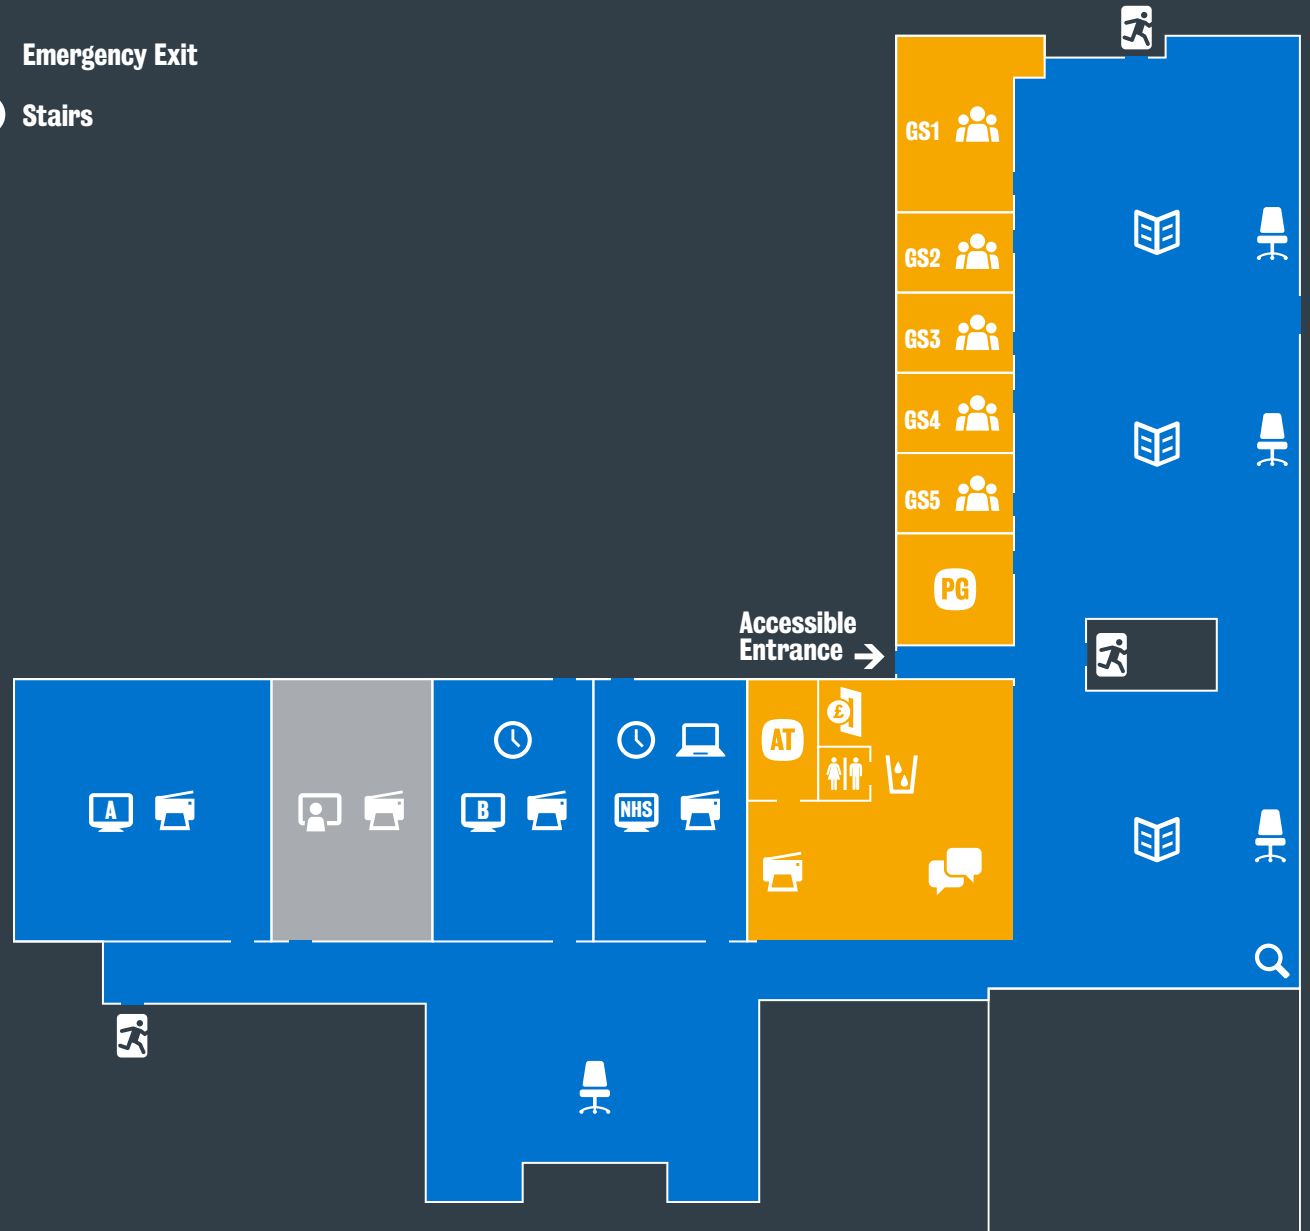 Emergency Exit
Stairs
GS1
GS2
GS3
GS4
GS5
PG
Accessible
Entrance
AT
£
A
B
NHS